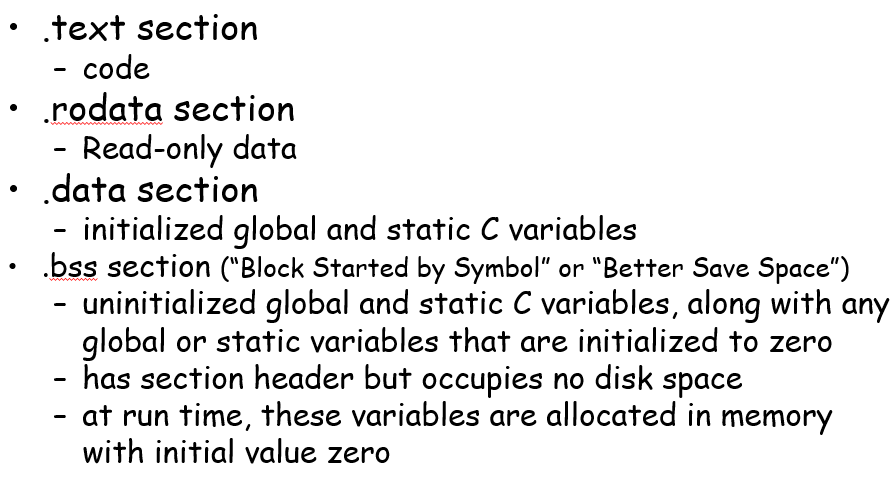 • .text section
– code
• .rodata section
– Read-only data
• .data section
– initialized global and static C variables
• .bss section (“Block Started by Symbol” or “Better Save Space”)
– uninitialized global and static C variables, along with any
global or static variables that are initialized to zero
– has section header but occupies no disk space
– at run time, these variables are allocated in memory
with initial value zero